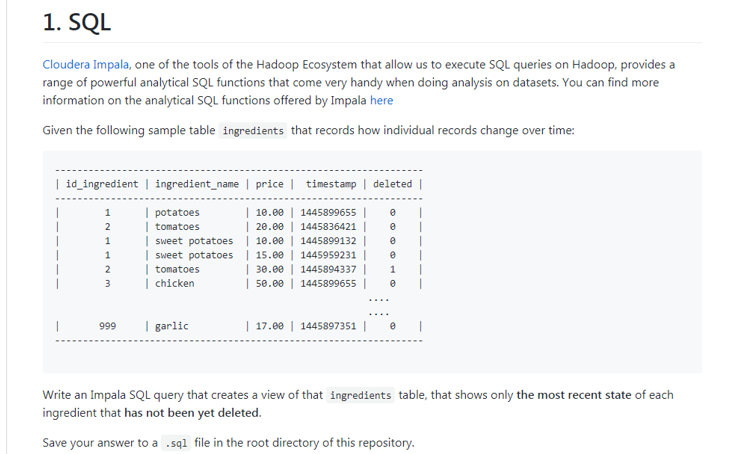 1. SQL
Cloudera Impala, one of the tools of the Hadoop Ecosystem that allow us to execute SQL queries on Hadoop, provides a
range of powerful analytical SQL functions that come very handy when doing analysis on datasets. You can find more
information on the analytical SQL functions offered by Impala here
Given the following sample table ingredients that records how individual records change over time:
---------------------------------------------------------------
| id_ingredient | ingredient_name | price | timestamp | deleted |
---------------------------------------------------------------
| 1 | potatoes | 10.00 | 1445899655 | 0 |
| 2 | tomatoes | 20.00 | 1445836421 | 0 |
| 1 | sweet potatoes | 10.00 | 1445899132 | 0 |
| 1 | sweet potatoes | 15.00 | 1445959231 | 0 |
| 2 | tomatoes | 30.00 | 1445894337 | 1 |
| 3 | chicken | 50.00 | 1445899655 | 0 |
....
....
| 999 | garlic | 17.00 | 1445897351 | 0 |
---------------------------------------------------------------
Write an Impala SQL query that creates a view of that ingredients table, that shows only the most recent state of each
ingredient that has not been yet deleted.
Save your answer to a .sql file in the root directory of this repository.